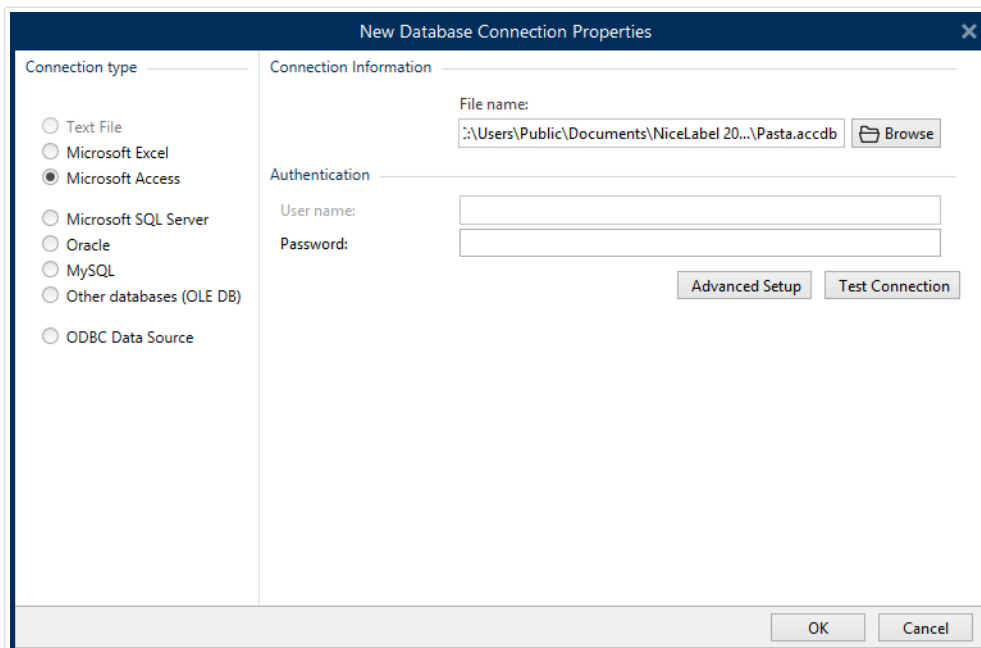 New Database Connection Properties
Connection type
Connection Information
Text File
Microsoft Excel
Microsoft Access
Microsoft SQL Server
Oracle
MySQL
Other databases (OLE DB)
ODBC Data Source
File name:
:\Users\Public\Documents\NiceLabel 20...\Pasta.accdb
Browse
Authentication
User name:
Password:
Advanced Setup
Test Connection
OK
Cancel